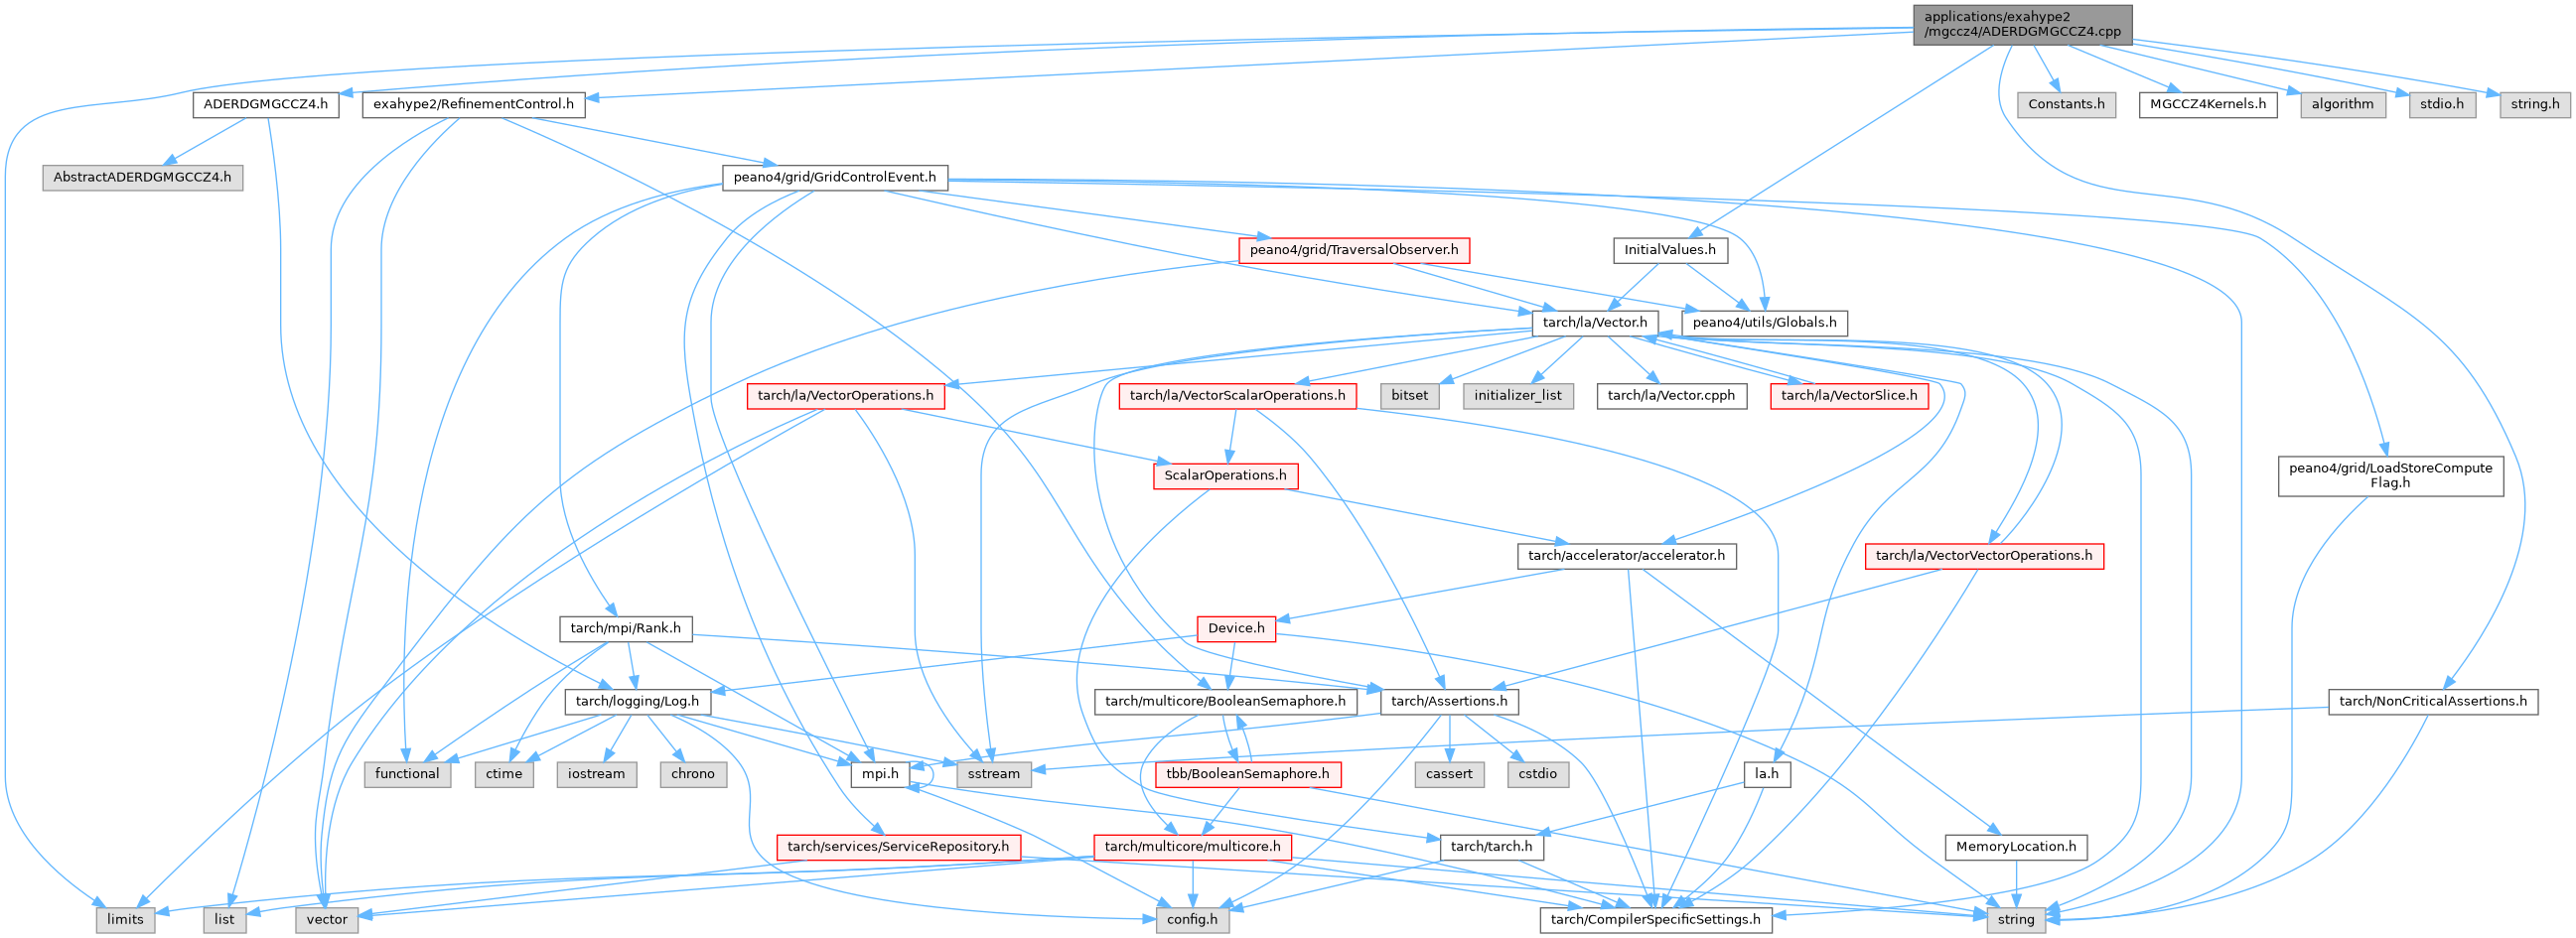 applications/exahype2
/mgccz4/ADERDGMGCCZ4.cpp
ADERDGMGCCZ4.h
exahype2/RefinementControl.h
Constants.h
MGCCZ4Kernels.h
algorithm
stdio.h
string.h
AbstractADERDGMGCCZ4.h
peano4/grid/GridControlEvent.h
peano4/grid/TraversalObserver.h
InitialValues.h
tarch/la/Vector.h
peano4/utils/Globals.h
tarch/la/VectorOperations.h
tarch/la/VectorScalarOperations.h
bitset
initializer_list
tarch/la/Vector.cpph
tarch/la/VectorSlice.h
ScalarOperations.h
peano4/grid/LoadStoreCompute
Flag.h
tarch/accelerator/accelerator.h
tarch/la/VectorVectorOperations.h
tarch/mpi/Rank.h
Device.h
tarch/logging/Log.h
tarch/multicore/BooleanSemaphore.h
tarch/Assertions.h
tarch/NonCriticalAssertions.h
functional
ctime
iostream
chrono
mpi.h
sstream
tbb/BooleanSemaphore.h
cassert
cstdio
la.h
tarch/services/ServiceRepository.h
tarch/multicore/multicore.h
tarch/tarch.h
MemoryLocation.h
limits
list
vector
config.h
tarch/CompilerSpecificSettings.h
string